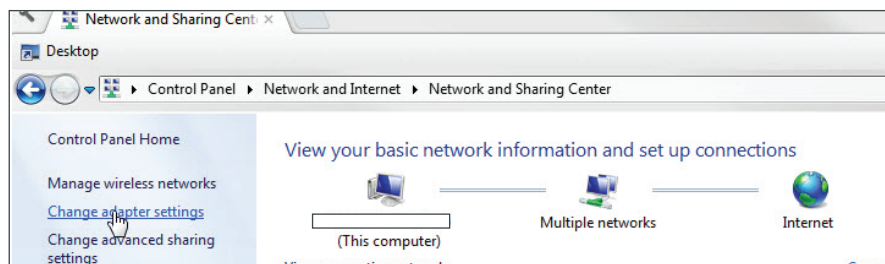 Network and Sharing Cent
Desktop
Control Panel Network and Internet Network and Sharing Center
Control Panel Home
Manage wireless networks
Change adapter settings
Change advanced sharing
settings
View your basic network information and set up connections
(This computer)
Multiple networks
Internet